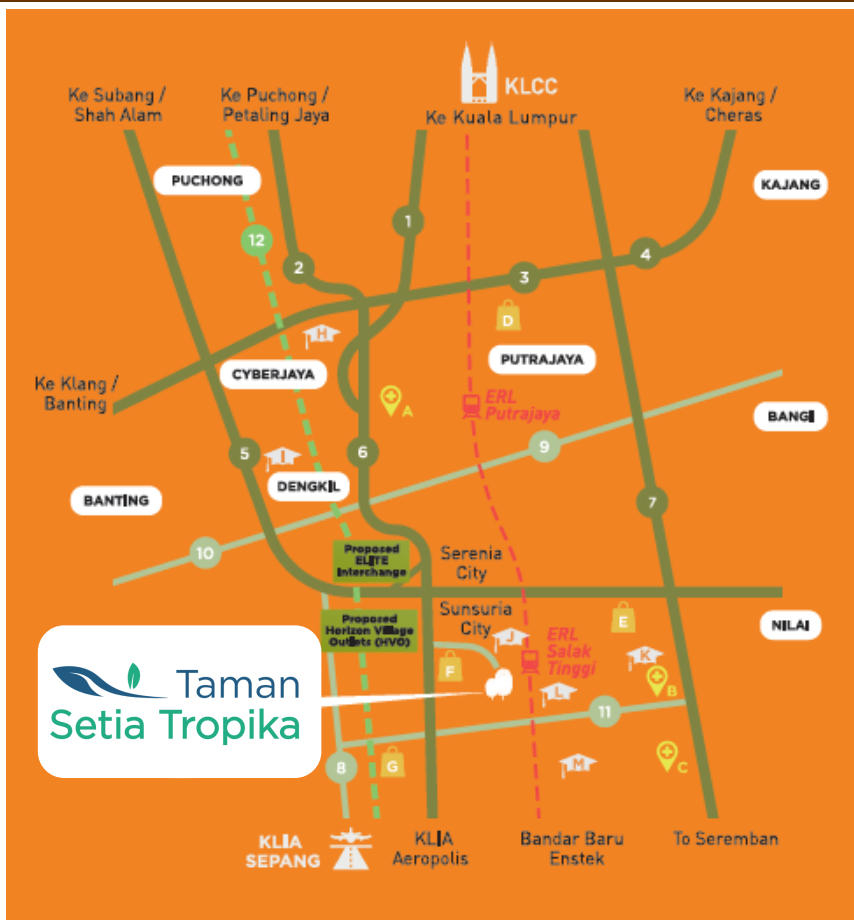 KLCC
Ke Subang /
Shah Alam
Ke Puchong /
Petaling Jaya
Ke Kuala Lumpur
Ke Kajang /
Cheras
PUCHONG
KAJANG
1
12
2
4
3
D
H
PUTRAJAYA
CYBERJAYA
Ke Klang /
Banting
A
ERL
Putrajaya
BANGI
9
5
6
I
DENGKIL
BANTING
7
10
Proposed
ELITE
Interchange
Serenia
City
Sunsuria
City
Proposed
Horizon Village
Outlets (HVO)
E
NILAI
J
ERL
Salak
Tinggi
K
F
B
L
Taman
Setia Tropika
11
8
G
M
C
KLIA
SEPANG
KLIA
Aeropolis
Bandar Baru
Enstek
To Seremban